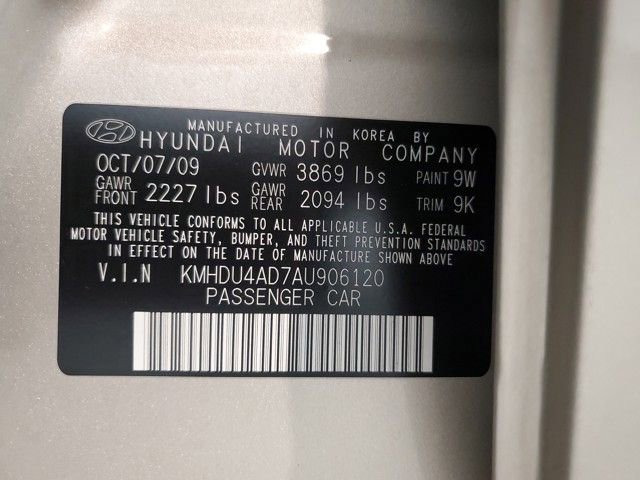 MANUFACTURED IN KOREA BY
HYUNDAI MOTOR COMPANY
OCT/07/09 GVWR 3869 lbs PAINT 9W
GAWR FRONT 2227 lbs GAWR REAR 2094 lbs TRIM 9K
THIS VEHICLE CONFORMS TO ALL APPLICABLE U.S.A. FEDERAL
MOTOR VEHICLE SAFETY, BUMPER, AND THEFT PREVENTION STANDARDS
IN EFFECT ON THE DATE OF MANUFACTURE SHOWN ABOVE
V.I.N KMHDU4AD7AU906120
PASSENGER CAR